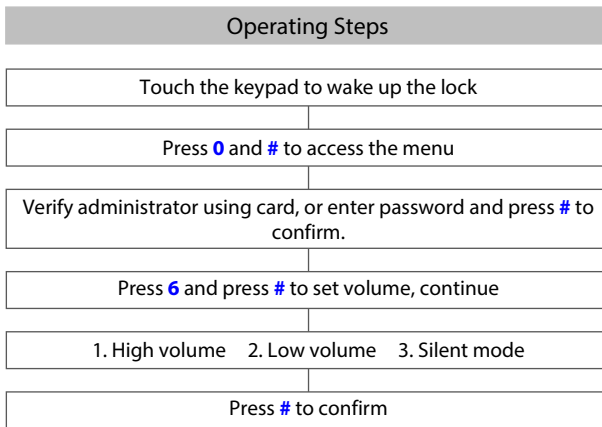 Operating Steps
Touch the keypad to wake up the lock
Press 0 and # to access the menu
Verify administrator using card, or enter password and press # to
confirm.
Press 6 and press # to set volume, continue
1. High volume 2. Low volume 3. Silent mode
Press # to confirm